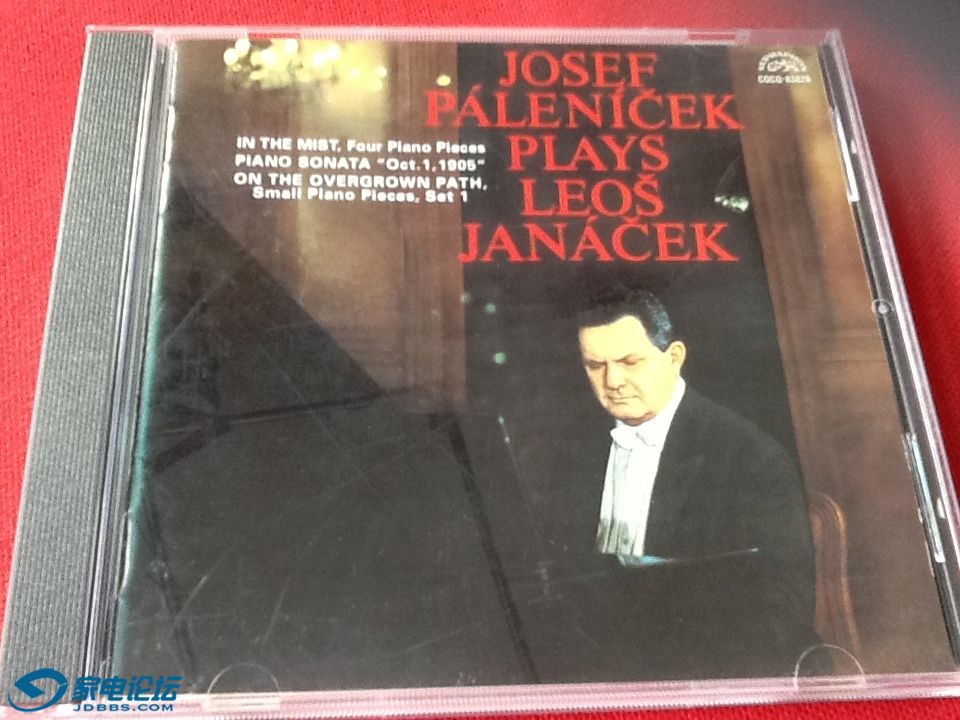 JOSEF
PÁLENÍČEK
PLAYS
LEOŠ
JANÁČEK
IN THE MIST, Four Piano Pieces
PIANO SONATA "Oct.1,1905"
ON THE OVERGROWN PATH,
Small Piano Pieces, Set 1
SUPRAPHON
家电论坛
JDBBS.COM